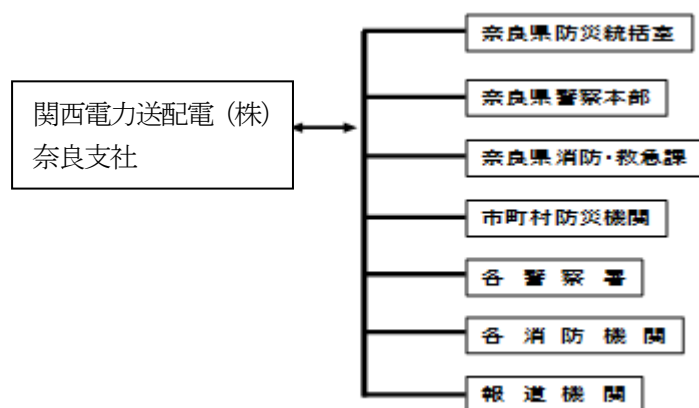 関西電力送配電（株）
奈良支社
奈良県防災統括室
奈良県警察本部
奈良県消防・救急課
市町村防災機関
各警察署
各消防機関
報道機関